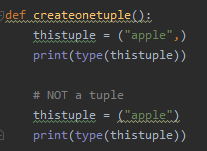 def createonetuple():
    thistuple = ("apple",)
    print(type(thistuple))

    # NOT a tuple
    thistuple = ("apple")
    print(type(thistuple))